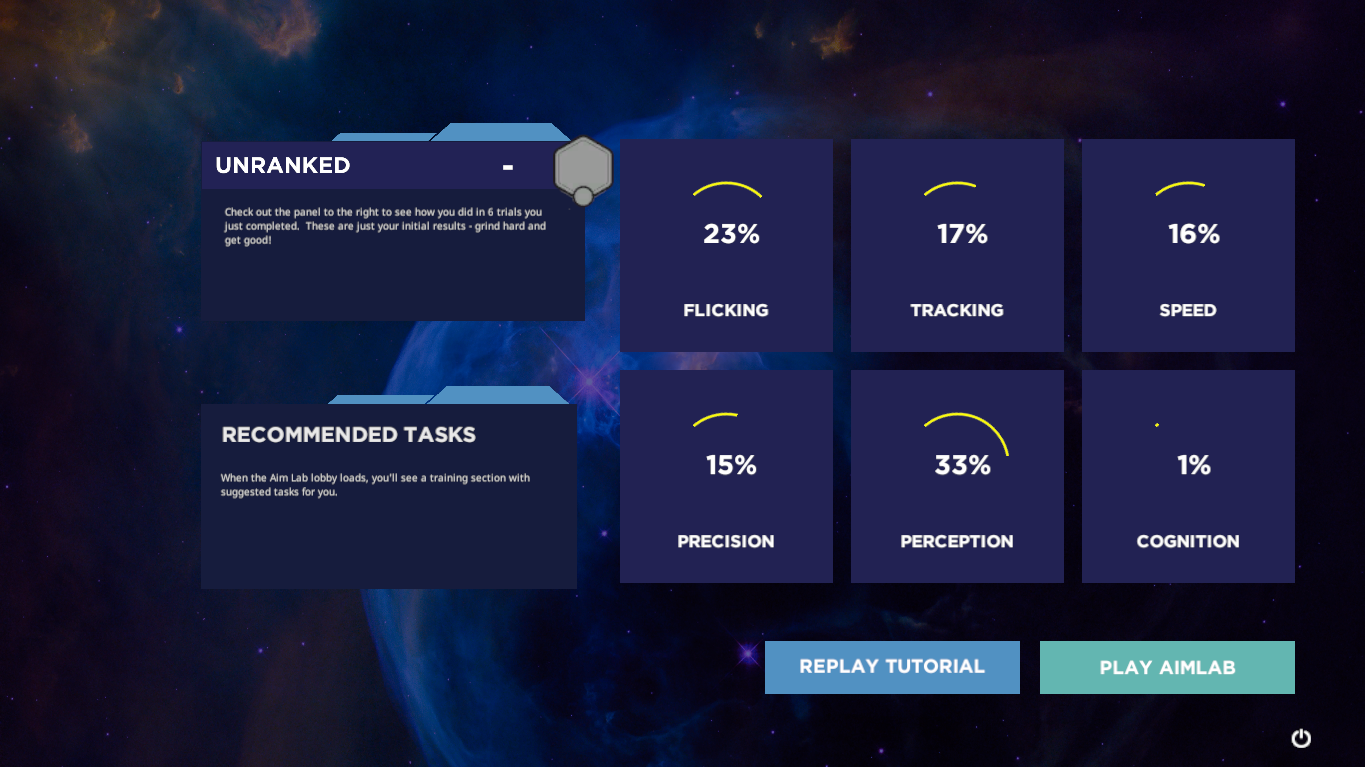 UNRANKED -
Check out the panel to the right to see how you did in 6 trials you
just completed.  These are just your initial results - grind hard and
get good!
RECOMMENDED TASKS
When the Aim Lab lobby loads, you'll see a training section with
suggested tasks for you.
23%
FLICKING
17%
TRACKING
16%
SPEED
15%
PRECISION
33%
PERCEPTION
1%
COGNITION
REPLAY TUTORIAL
PLAY AIMLAB